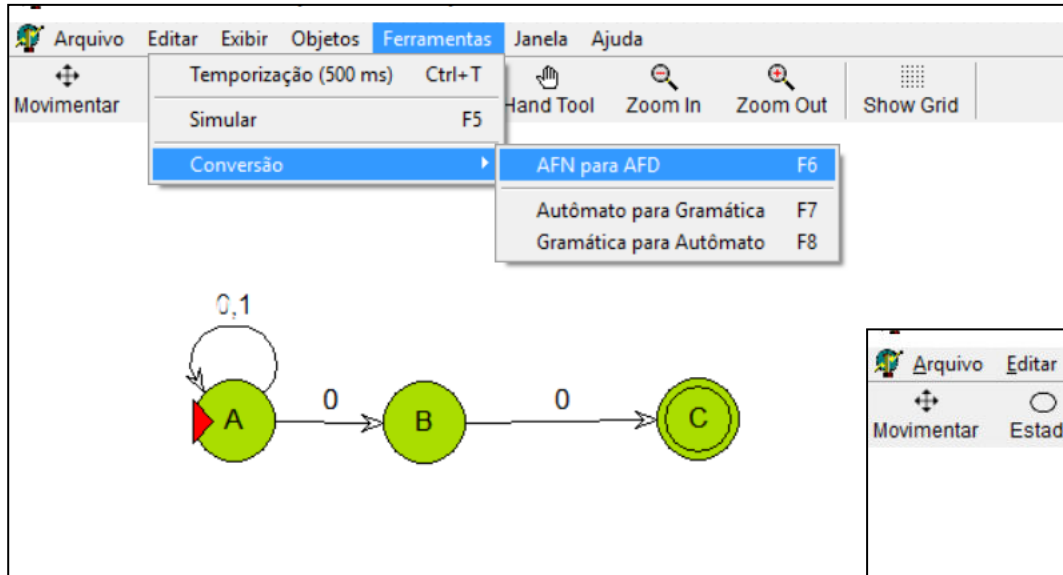 Arquivo Editar Exibir Objetos Ferramentas Janela Ajuda
Temporização (500 ms) Ctrl+T
Movimentar Hand Tool Zoom In Zoom Out Show Grid
Simular F5
Conversão AFN para AFD F6
Autômato para Gramática F7
Gramática para Autômato F8
0,1
0 0
A B C
Arquivo Editar
Movimentar Estad